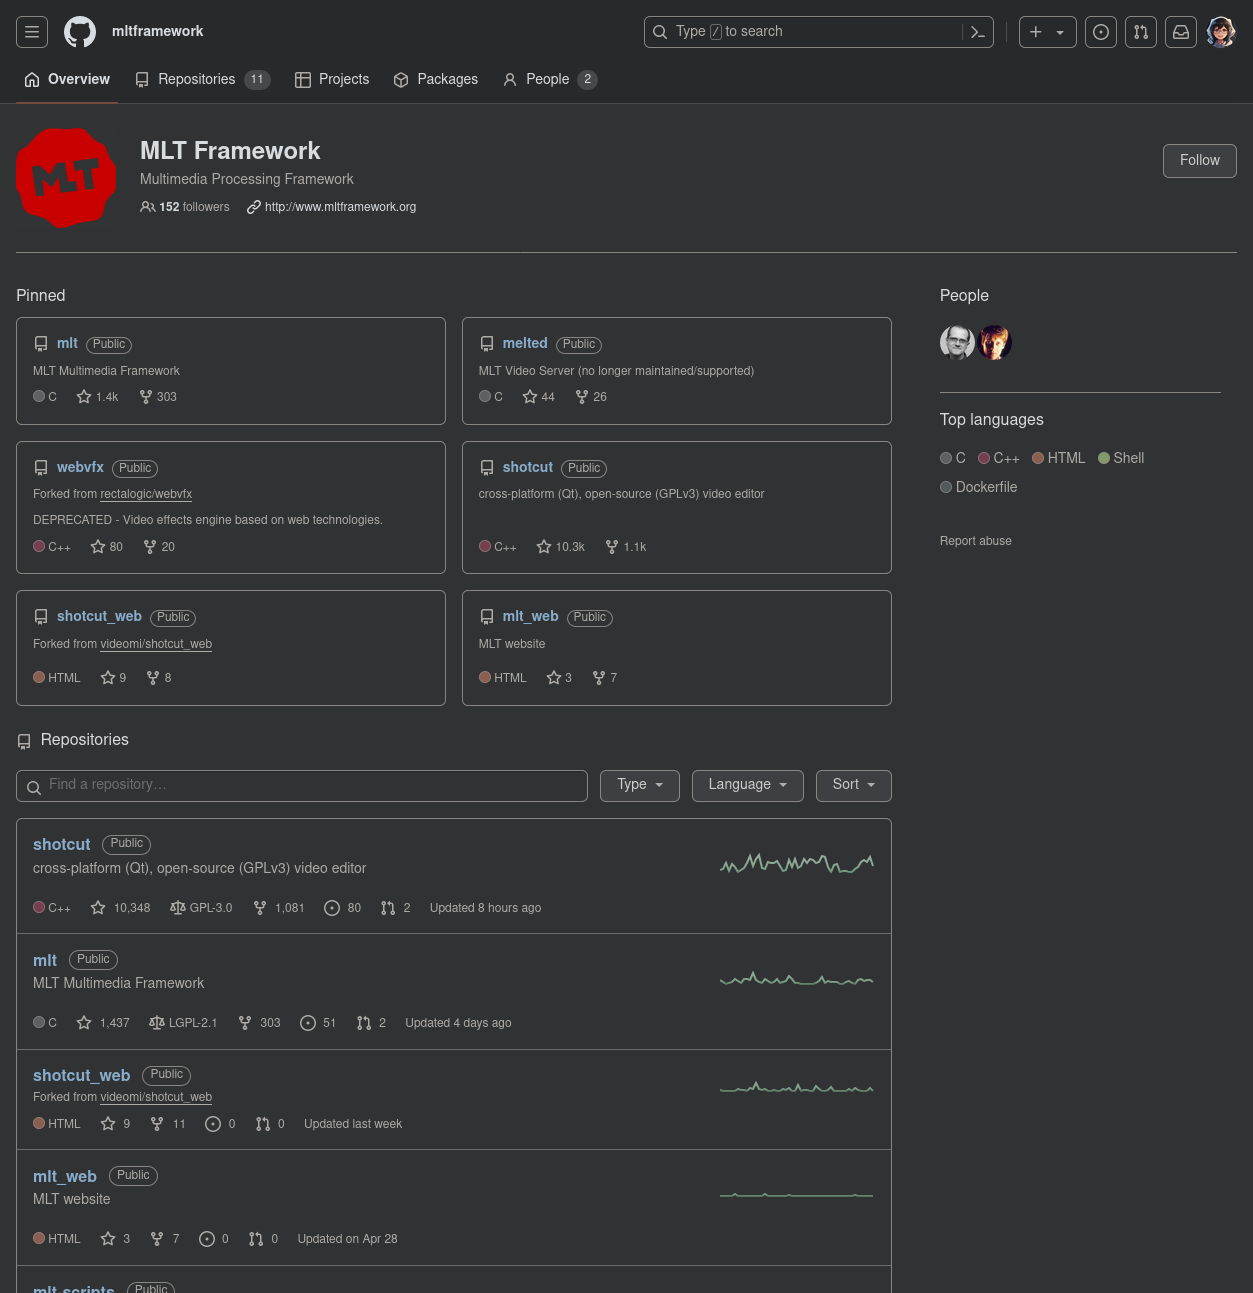 mltframework
Type / to search
Overview
Repositories 11
Projects
Packages
People 2
MLT
MLT Framework
Multimedia Processing Framework
152 followers
http://www.mltframework.org
Follow
Pinned
mlt Public
MLT Multimedia Framework
C 1.4k 303
melted Public
MLT Video Server (no longer maintained/supported)
C 44 26
webvfx Public
Forked from rectalogic/webvfx
DEPRECATED - Video effects engine based on web technologies.
C++ 80 20
shotcut Public
cross-platform (Qt), open-source (GPLv3) video editor
C++ 10.3k 1.1k
shotcut_web Public
Forked from videomi/shotcut_web
HTML 9 8
mlt_web Public
MLT website
HTML 3 7
People
Top languages
C C++ HTML Shell
Dockerfile
Report abuse
Repositories
Find a repository…
Type
Language
Sort
shotcut Public
cross-platform (Qt), open-source (GPLv3) video editor
C++ 10,348 GPL-3.0 1,081 80 2 Updated 8 hours ago
mlt Public
MLT Multimedia Framework
C 1,437 LGPL-2.1 303 51 2 Updated 4 days ago
shotcut_web Public
Forked from videomi/shotcut_web
HTML 9 11 0 0 Updated last week
mlt_web Public
MLT website
HTML 3 7 0 0 Updated on Apr 28
mlt-scripts Public